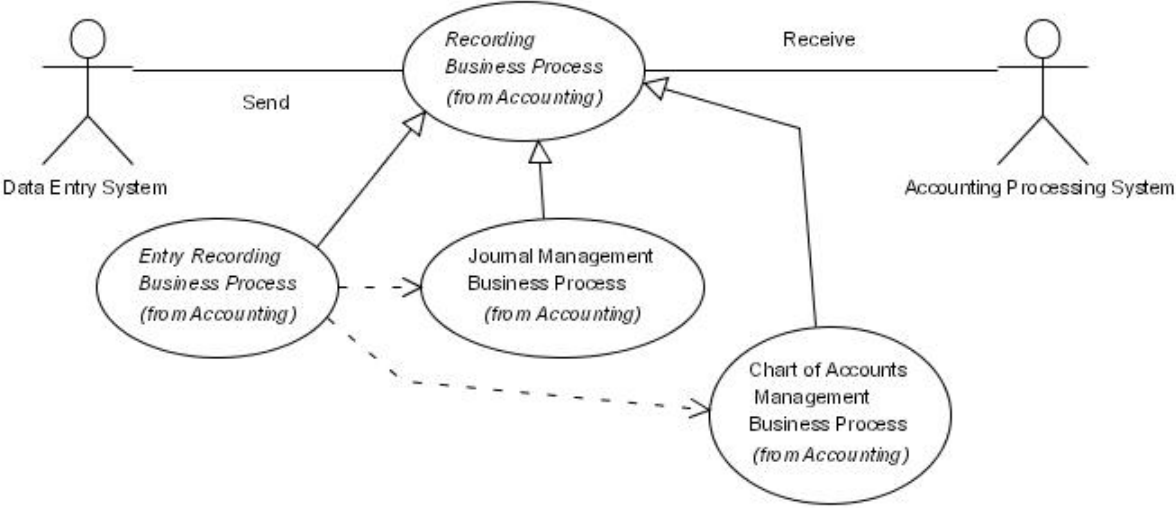 Recording
Business Process
(from Accounting)
Receive
Send
Data Entry System
Accounting Processing System
Entry Recording
Business Process
(from Accounting)
Journal Management
Business Process
(from Accounting)
Chart of Accounts
Management
Business Process
(from Accounting)